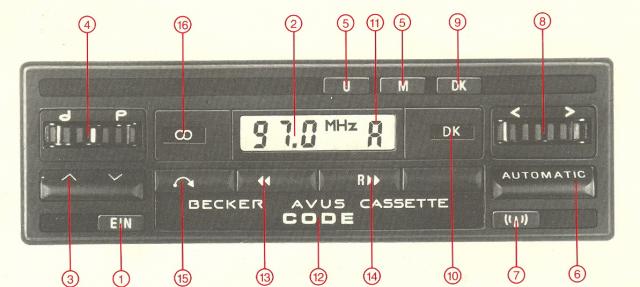 4 16 2 5 11 5 9 8
U M DK
d P < >
∞ 97.0 MHz A DK
AUTOMATIC
◀◀ R▶▶
BECKER AVUS CASSETTE
EIN CODE
3 1 15 13 12 14 10 7 6